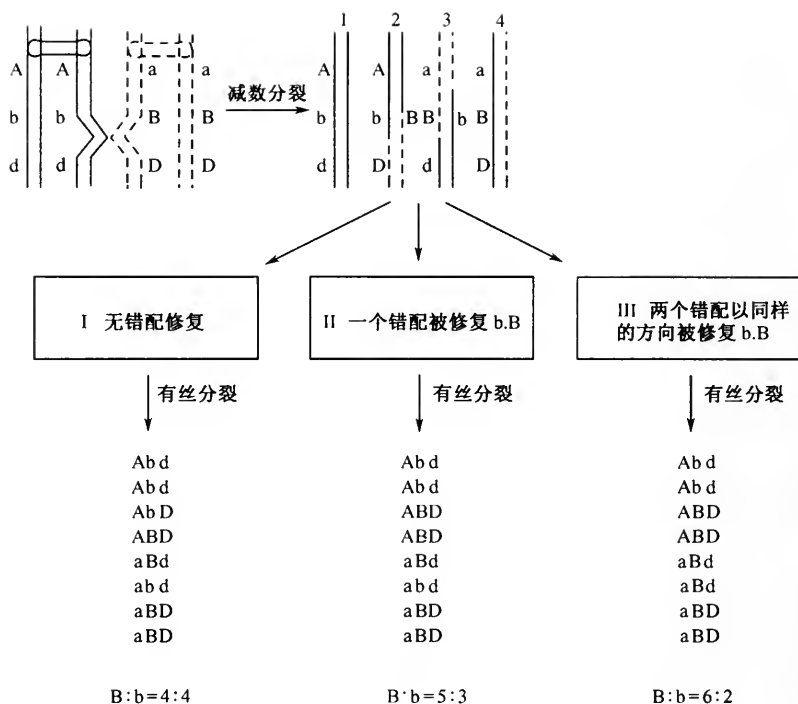 1 2 3 4
A A a a A A a a
减数分裂
b b B B b b B B b B
d d D D d D d D
I 无错配修复
II 一个错配被修复 b.B
III 两个错配以同样
的方向被修复 b.B
有丝分裂 有丝分裂 有丝分裂
Abd Abd Abd
Abd Abd Abd
AbD ABD ABD
ABD ABD ABD
aBd aBd aBd
abd abd aBd
aBD aBD aBD
aBD aBD aBD
B:b=4:4 B·b=5:3 B:b=6:2